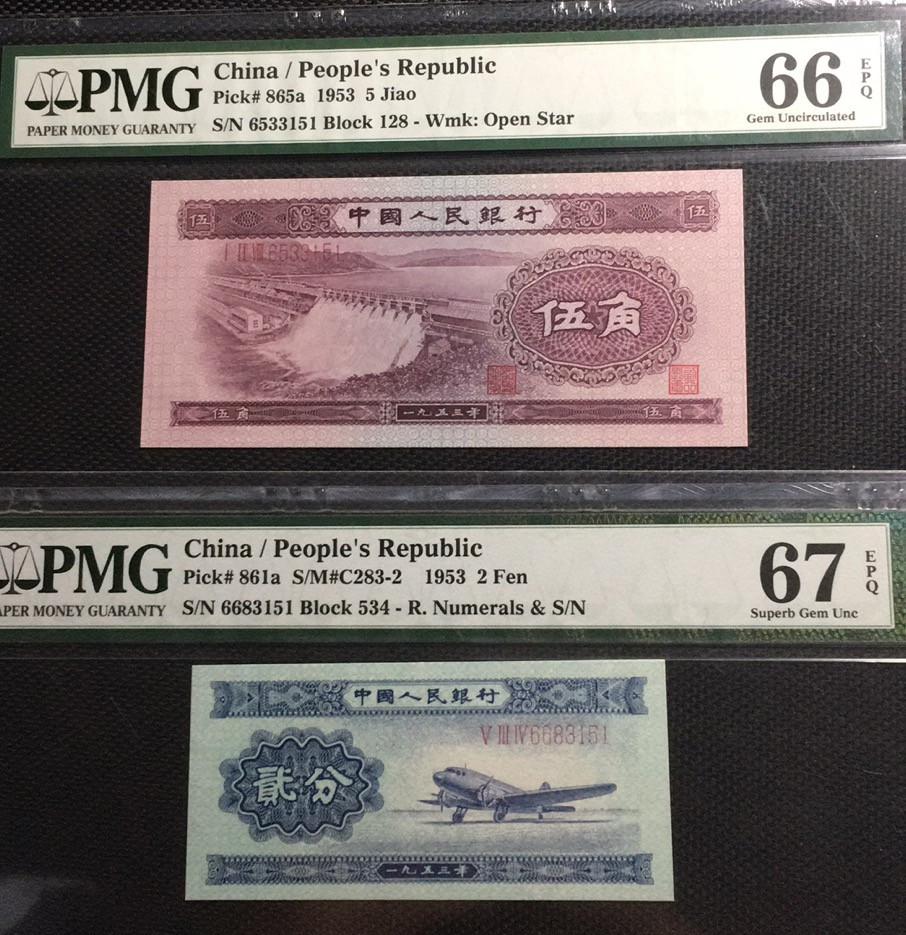 PMG
PAPER MONEY GUARANTY
China / People's Republic
Pick# 865a 1953 5 Jiao
S/N 6533151 Block 128 - Wmk: Open Star
66 EPQ
Gem Uncirculated
伍 中國人民銀行 伍
I II VIII 6533151
伍角
伍角 一九五三年 伍角
PMG
APER MONEY GUARANTY
China / People's Republic
Pick# 861a S/M#C283-2 1953 2 Fen
S/N 6683151 Block 534 - R. Numerals & S/N
67 EPQ
Superb Gem Unc
中國人民銀行
V III IV 6683151
貳分
一九五三年